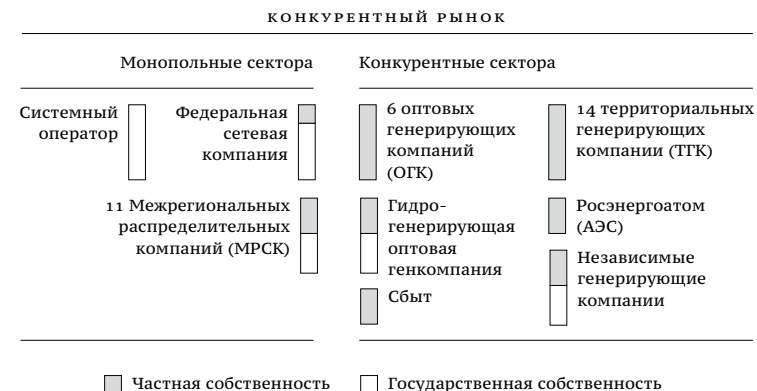 КОНКУРЕНТНЫЙ РЫНОК
Монопольные сектора
Конкурентные сектора
Системный
оператор
Федеральная
сетевая
компания
11 Межрегиональных
распределительных
компаний (МРСК)
6 оптовых
генерирующих
компаний
(ОГК)
14 территориальных
генерирующих
компании (ТГК)
Гидро-
генерирующая
оптовая
генкомпания
Росэнергоатом
(АЭС)
Сбыт
Независимые
генерирующие
компании
Частная собственность
Государственная собственность